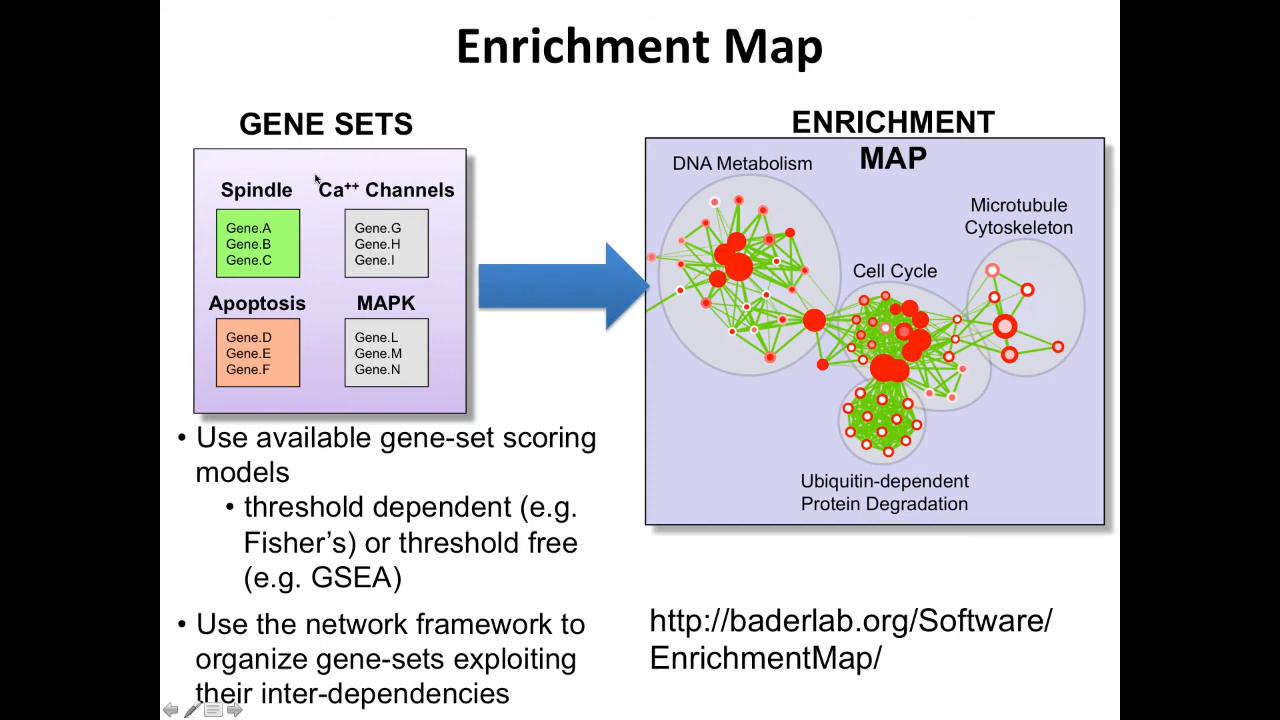 Enrichment Map
GENE SETS
Spindle
Gene.A
Gene.B
Gene.C
Ca⁺⁺ Channels
Gene.G
Gene.H
Gene.I
Apoptosis
Gene.D
Gene.E
Gene.F
MAPK
Gene.L
Gene.M
Gene.N
• Use available gene-set scoring
models
• threshold dependent (e.g.
Fisher’s) or threshold free
(e.g. GSEA)
• Use the network framework to
organize gene-sets exploiting
their inter-dependencies
ENRICHMENT
MAP
DNA Metabolism
Microtubule
Cytoskeleton
Cell Cycle
Ubiquitin-dependent
Protein Degradation
http://baderlab.org/Software/
EnrichmentMap/